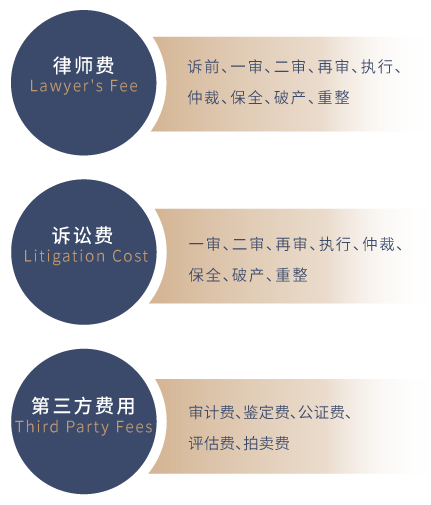 律师费
Lawyer's Fee
诉前、一审、二审、再审、执行、
仲裁、保全、破产、重整
诉讼费
Litigation Cost
一审、二审、再审、执行、仲裁、
保全、破产、重整
第三方费用
Third Party Fees
审计费、鉴定费、公证费、
评估费、拍卖费